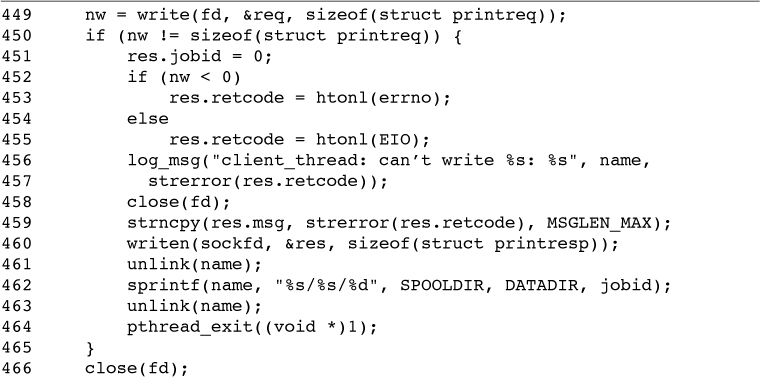 449 nw = write(fd, &req, sizeof(struct printreq));
450 if (nw != sizeof(struct printreq)) {
451 res.jobid = 0;
452 if (nw < 0)
453 res.retcode = htonl(errno);
454 else
455 res.retcode = htonl(EIO);
456 log_msg("client_thread: can’t write %s: %s", name,
457 strerror(res.retcode));
458 close(fd);
459 strncpy(res.msg, strerror(res.retcode), MSGLEN_MAX);
460 writen(sockfd, &res, sizeof(struct printresp));
461 unlink(name);
462 sprintf(name, "%s/%s/%d", SPOOLDIR, DATADIR, jobid);
463 unlink(name);
464 pthread_exit((void *)1);
465 }
466 close(fd);